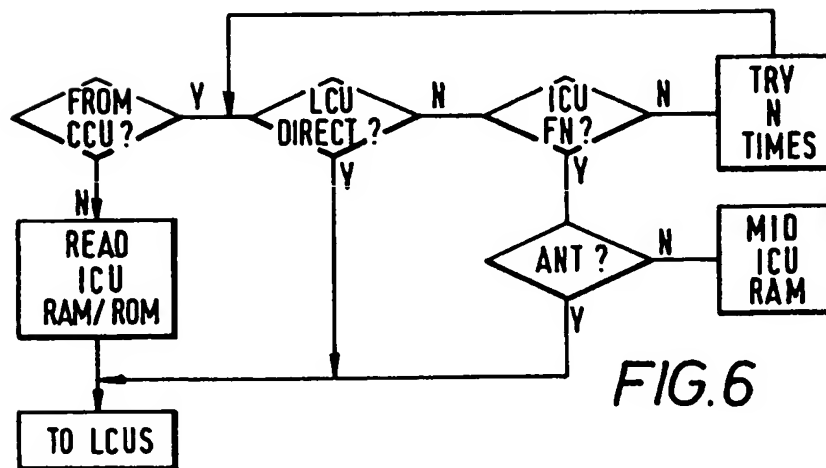 FROM
CCU ?
Y
LCU
DIRECT ?
N
ICU
FN ?
N
TRY
N
TIMES
N
Y
Y
READ
ICU
RAM/ROM
ANT ?
N
MID
ICU
RAM
Y
TO LCUS
FIG.6